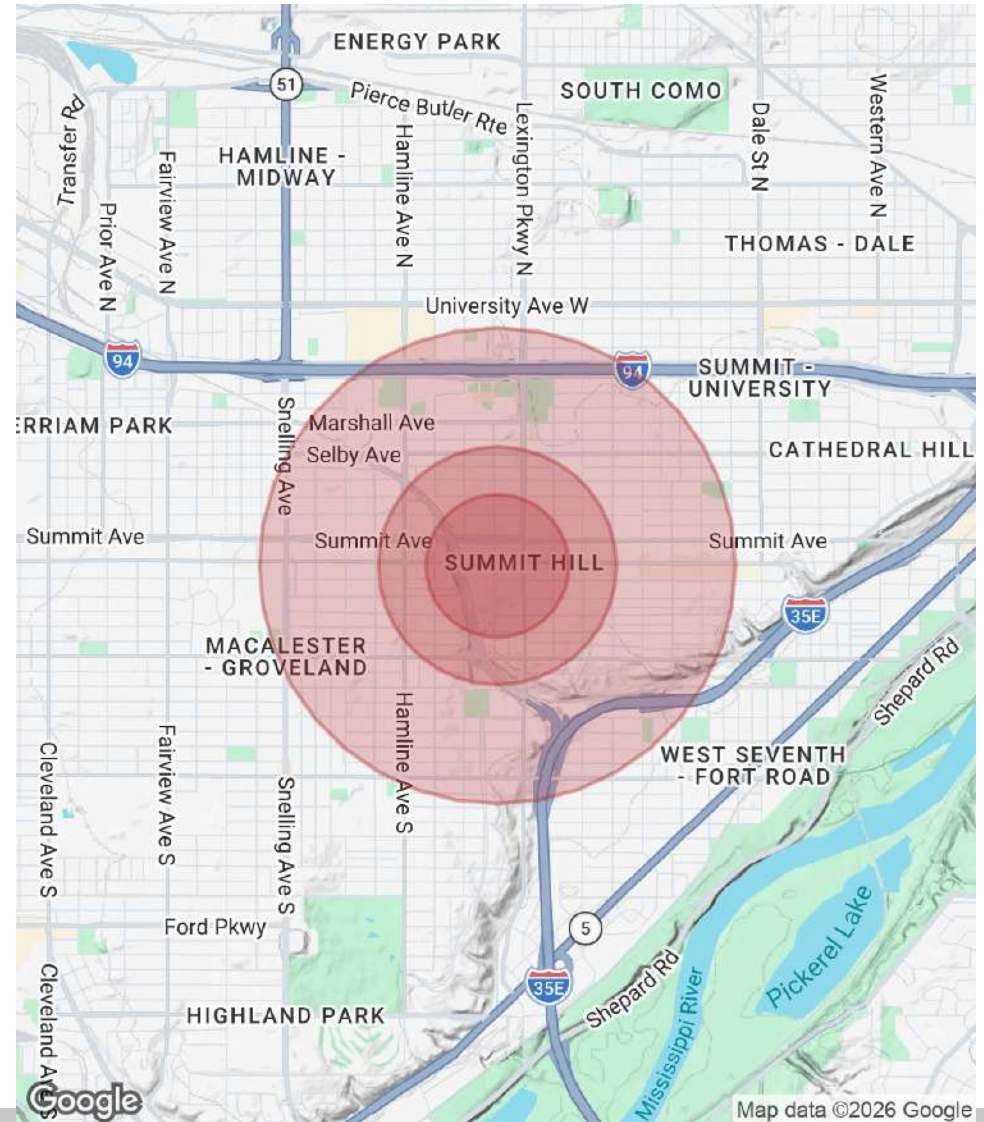 ENERGY PARK
51
SOUTH COMO
Pierce Butler Rte
Transfer Rd
Fairview Ave N
Prior Ave N
HAMLINE -
MIDWAY
Hamline Ave N
Lexington Pkwy N
Dale St N
Western Ave N
THOMAS - DALE
University Ave W
94
94
SUMMIT -
UNIVERSITY
ERRIAM PARK
Snelling Ave
Marshall Ave
Selby Ave
CATHEDRAL HILL
Summit Ave
Summit Ave
Summit Ave
SUMMIT HILL
35E
MACALESTER
- GROVELAND
Shepard Rd
Hamline Ave S
Cleveland Ave S
Fairview Ave S
Snelling Ave S
WEST SEVENTH
- FORT ROAD
Ford Pkwy
5
Pickerel Lake
Cleveland Ave S
35E
Shepard Rd
HIGHLAND PARK
Mississippi River
Google
Map data ©2026 Google